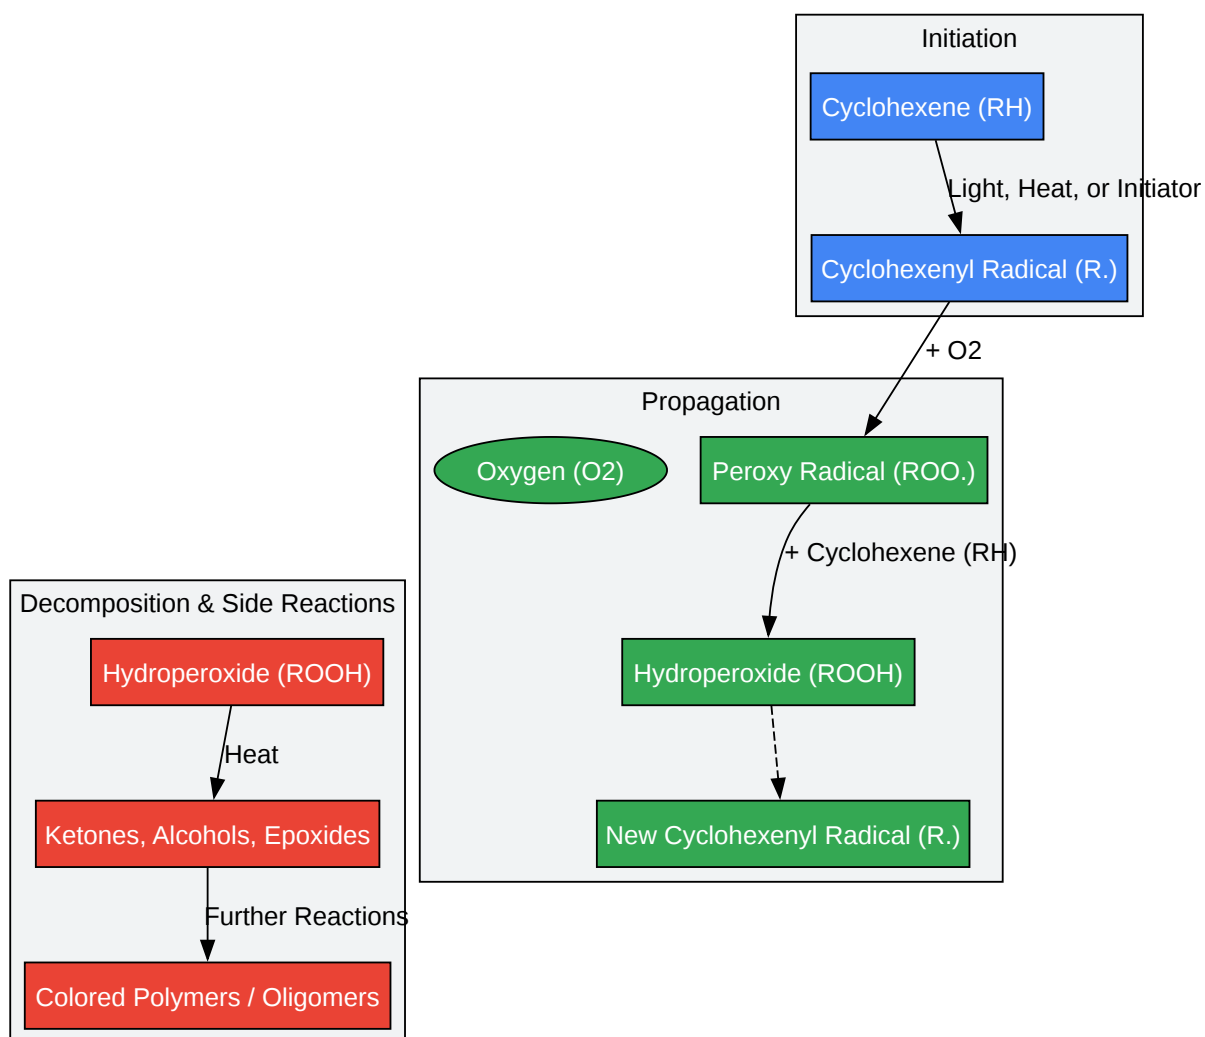 Initiation
Cyclohexene (RH)
Light, Heat, or Initiator
Cyclohexenyl Radical (R.)
+ O2
Propagation
Oxygen (O2)
Peroxy Radical (ROO.)
+ Cyclohexene (RH)
Hydroperoxide (ROOH)
New Cyclohexenyl Radical (R.)
Decomposition & Side Reactions
Hydroperoxide (ROOH)
Heat
Ketones, Alcohols, Epoxides
Further Reactions
Colored Polymers / Oligomers